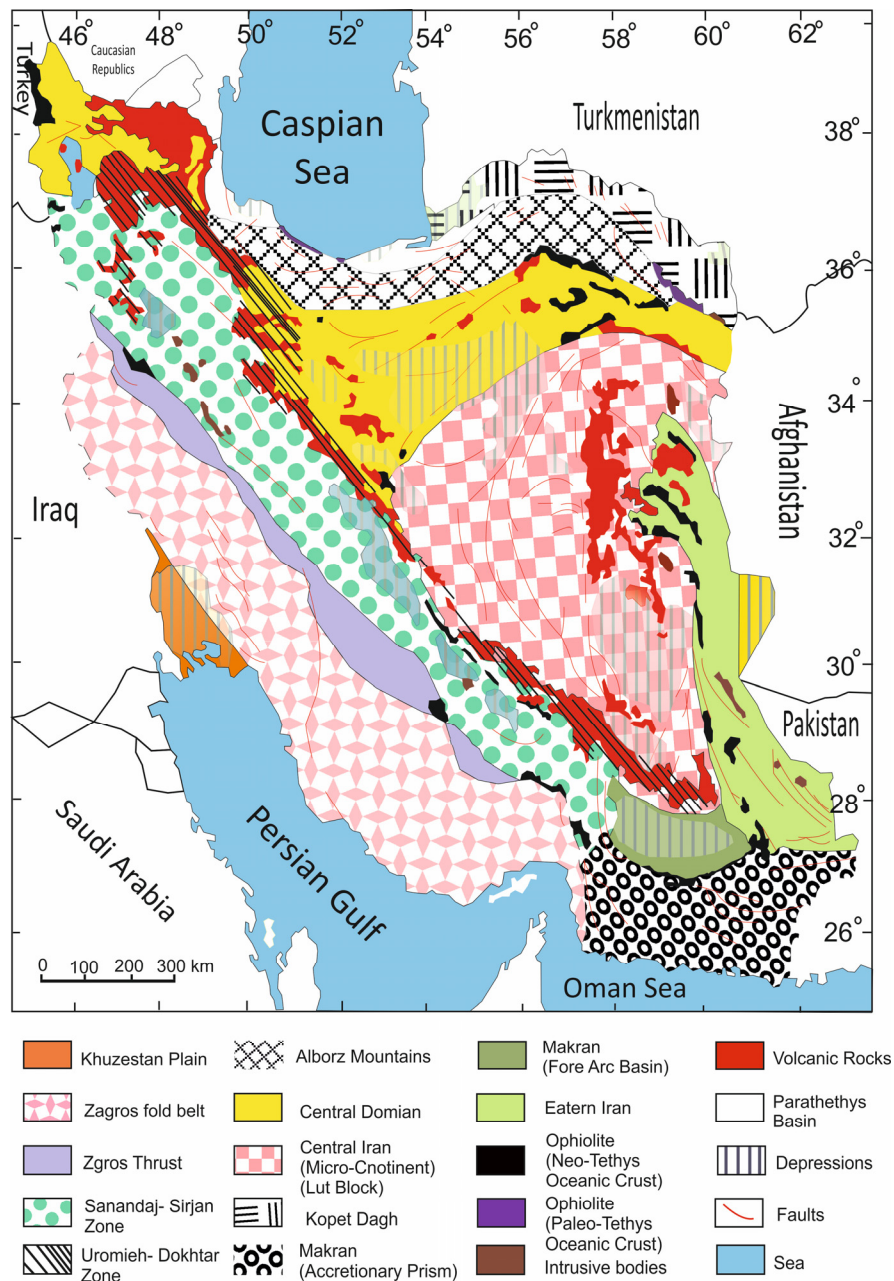 46° 48° 50° 52° 54° 56° 58° 60° 62°
Turkey
Caucasian
Republics
Caspian
Sea
Turkmenistan
38°
36°
34°
Afghanistan
Iraq
32°
30°
Pakistan
28°
Saudi Arabia
Persian Gulf
26°
0 100 200 300 km
Oman Sea
Khuzestan Plain
Alborz Mountains
Makran
(Fore Arc Basin)
Volcanic Rocks
Zagros fold belt
Central Domian
Eatern Iran
Parathethys
Basin
Zgros Thrust
Central Iran
(Micro-Cnotinent)
(Lut Block)
Ophiolite
(Neo-Tethys
Oceanic Crust)
Depressions
Sanandaj- Sirjan
Zone
Kopet Dagh
Ophiolite
(Paleo-Tethys
Oceanic Crust)
Faults
Uromieh- Dokhtar
Zone
Makran
(Accretionary Prism)
Intrusive bodies
Sea